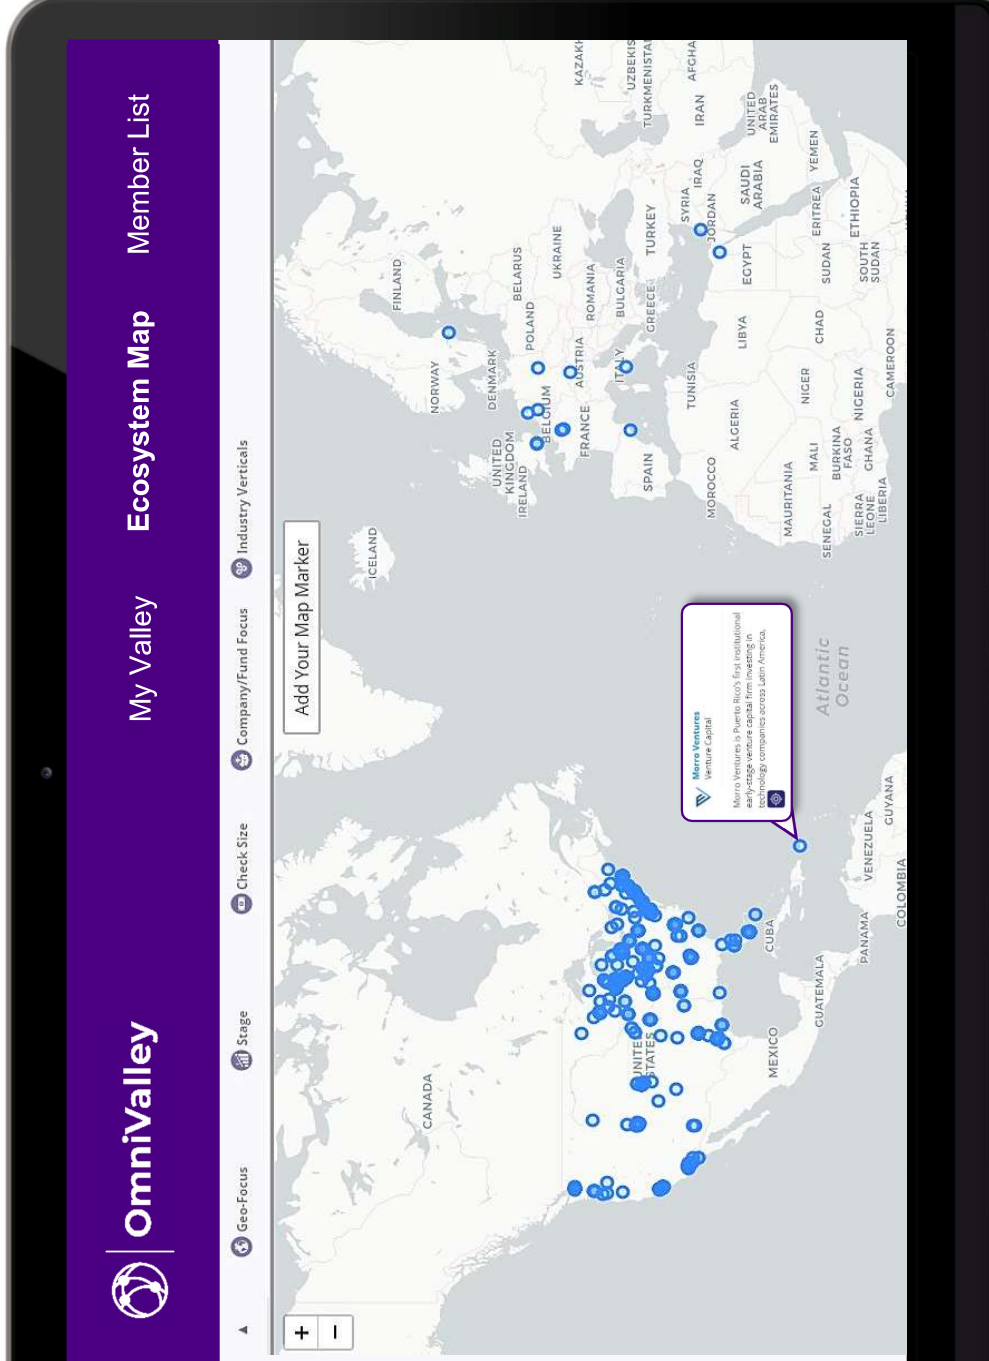 OmniValley
My Valley
Ecosystem Map
Member List
Geo-Focus
Stage
Check Size
Company/Fund Focus
Industry Verticals
+
−
Add Your Map Marker
CANADA
UNITE
STATES
MEXICO
GUATEMALA
CUBA
PANAMA
VENEZUELA
COLOMBIA
GUYANA
Atlantic
Ocean
Morro Ventures
Venture Capital
Morro Ventures is Puerto Rico's first institutional
early-stage venture capital firm investing in
technology companies across Latin America,
ICELAND
NORWAY
FINLAND
DENMARK
UNITED
KINGDOM
IRELAND
BELGIUM
POLAND
BELARUS
UKRAINE
FRANCE
AUSTRIA
ROMANIA
ITALY
BULGARIA
SPAIN
GREECE
TURKEY
KAZAKH
UZBEKIS
TURKMENISTAN
AFGHA
IRAN
IRAQ
SYRIA
JORDAN
MOROCCO
TUNISIA
ALGERIA
LIBYA
EGYPT
SAUDI
ARABIA
UNITED
ARAB
EMIRATES
YEMEN
MAURITANIA
MALI
NIGER
CHAD
SUDAN
ERITREA
SENEGAL
BURKINA
FASO
NIGERIA
ETHIOPIA
SIERRA
LEONE
LIBERIA
GHANA
CAMEROON
SOUTH
SUDAN